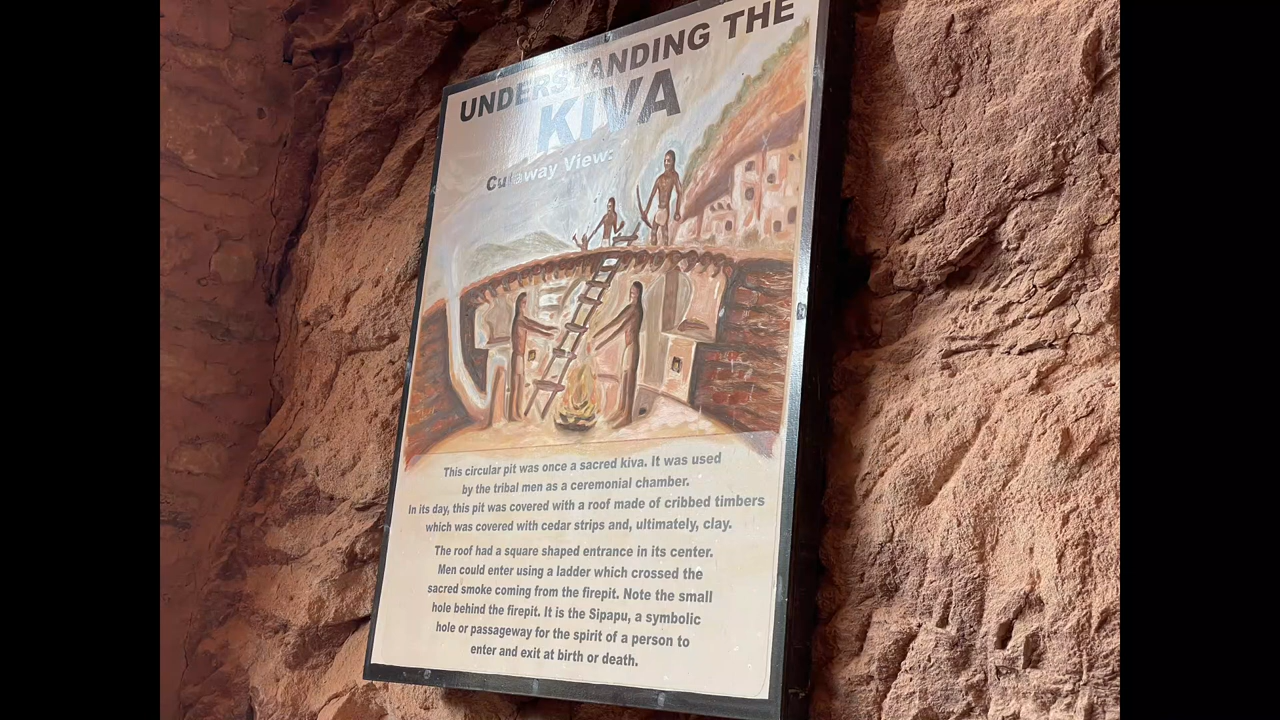 UNDERSTANDING THE
KIVA
Cutaway View:
This circular pit was once a sacred kiva. It was used
by the tribal men as a ceremonial chamber.
In its day, this pit was covered with a roof made of cribbed timbers
which was covered with cedar strips and, ultimately, clay.
The roof had a square shaped entrance in its center.
Men could enter using a ladder which crossed the
sacred smoke coming from the firepit. Note the small
hole behind the firepit. It is the Sipapu, a symbolic
hole or passageway for the spirit of a person to
enter and exit at birth or death.